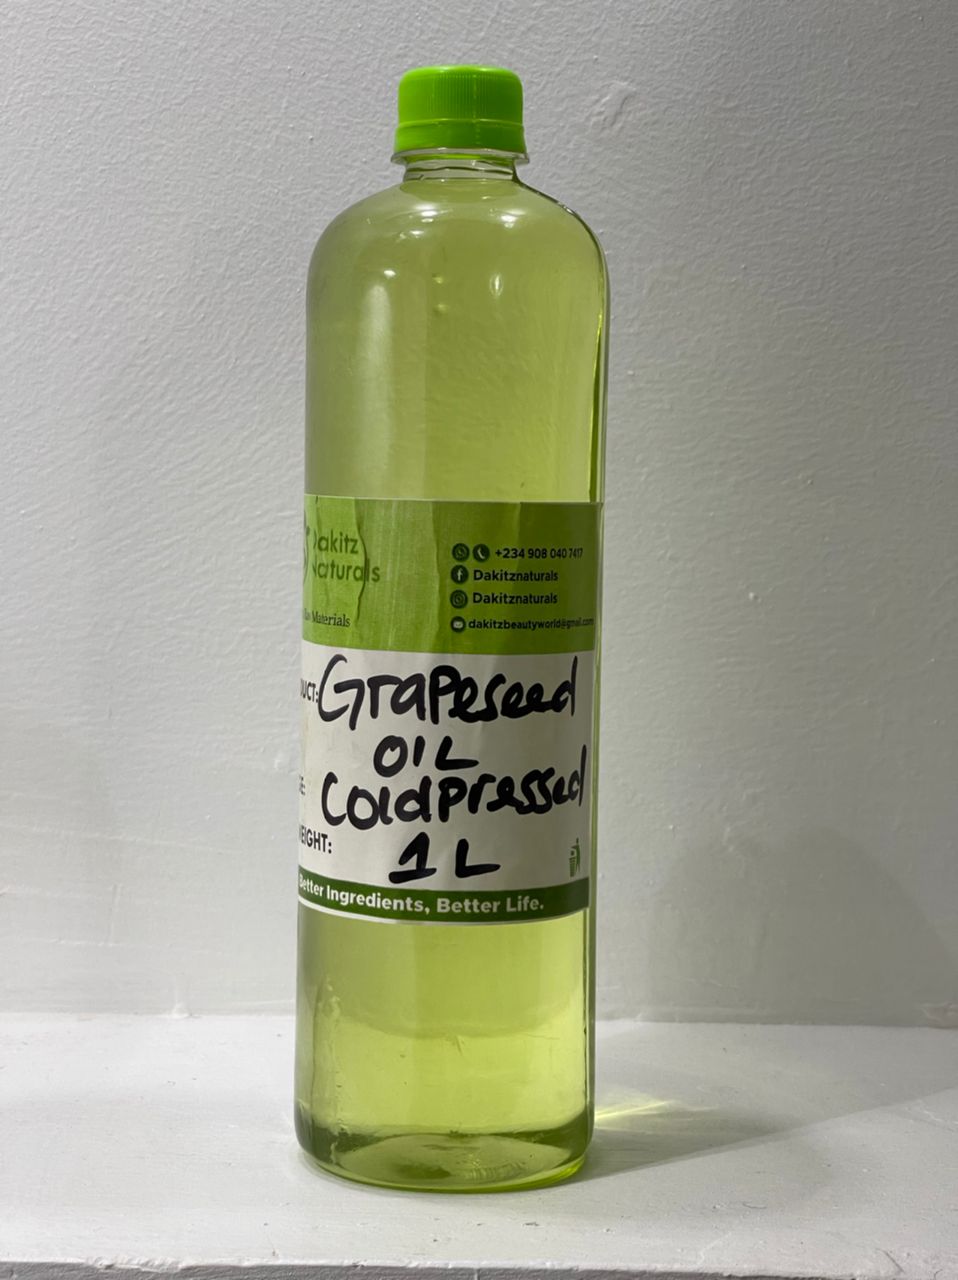 Dakitz
Naturals
Materials
+234 908 040 7417
Dakitznaturals
Dakitznaturals
dakitzbeautyworld@gmail.com
Grapeseed
OIL
Coldpressed
EIGHT: 1 L
Better Ingredients, Better Life.